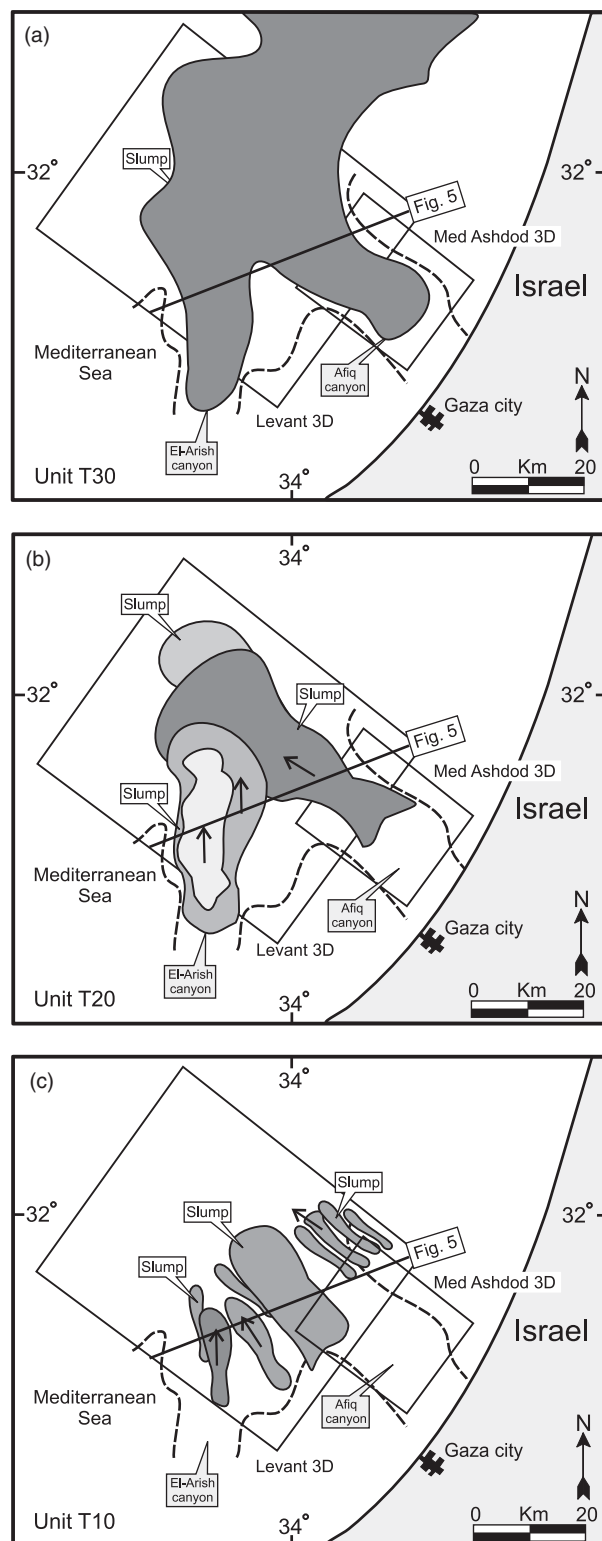 (a)
Slump
32°
32°
Fig. 5
Med Ashdod 3D
Israel
Mediterranean
Sea
Afiq
canyon
N
Gaza city
Levant 3D
El-Arish
canyon
0 Km 20
Unit T30
34°
(b)
34°
Slump
32°
Slump
32°
Fig. 5
Med Ashdod 3D
Slump
Israel
Mediterranean
Sea
Afiq
canyon
N
Gaza city
Levant 3D
El-Arish
canyon
0 Km 20
Unit T20
34°
(c)
34°
Slump
32°
Slump
32°
Fig. 5
Slump
Med Ashdod 3D
Israel
Mediterranean
Sea
Afiq
canyon
N
Gaza city
Levant 3D
El-Arish
canyon
0 Km 20
Unit T10
34°